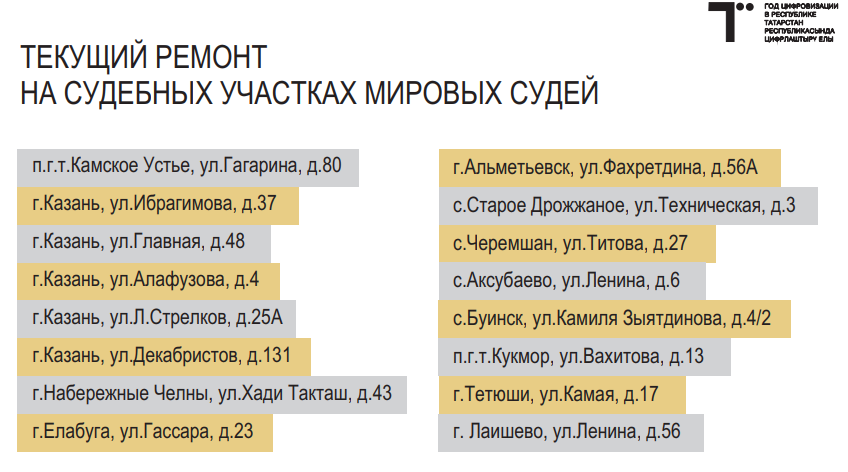 ГОД ЦИФРОВИЗАЦИИ
В РЕСПУБЛИКЕ
ТАТАРСТАН
РЕСПУБЛИКАСЫНДА
ЦИФРЛАШТЫРУ ЕЛЫ
ТЕКУЩИЙ РЕМОНТ
НА СУДЕБНЫХ УЧАСТКАХ МИРОВЫХ СУДЕЙ
п.г.т.Камское Устье, ул.Гагарина, д.80
г.Казань, ул.Ибрагимова, д.37
г.Казань, ул.Главная, д.48
г.Казань, ул.Алафузова, д.4
г.Казань, ул.Л.Стрелков, д.25А
г.Казань, ул.Декабристов, д.131
г.Набережные Челны, ул.Хади Такташ, д.43
г.Елабуга, ул.Гассара, д.23
г.Альметьевск, ул.Фахретдина, д.56А
с.Старое Дрожжаное, ул.Техническая, д.3
с.Черемшан, ул.Титова, д.27
с.Аксубаево, ул.Ленина, д.6
с.Буинск, ул.Камиля Зыятдинова, д.4/2
п.г.т.Кукмор, ул.Вахитова, д.13
г.Тетюши, ул.Камая, д.17
г. Лаишево, ул.Ленина, д.56